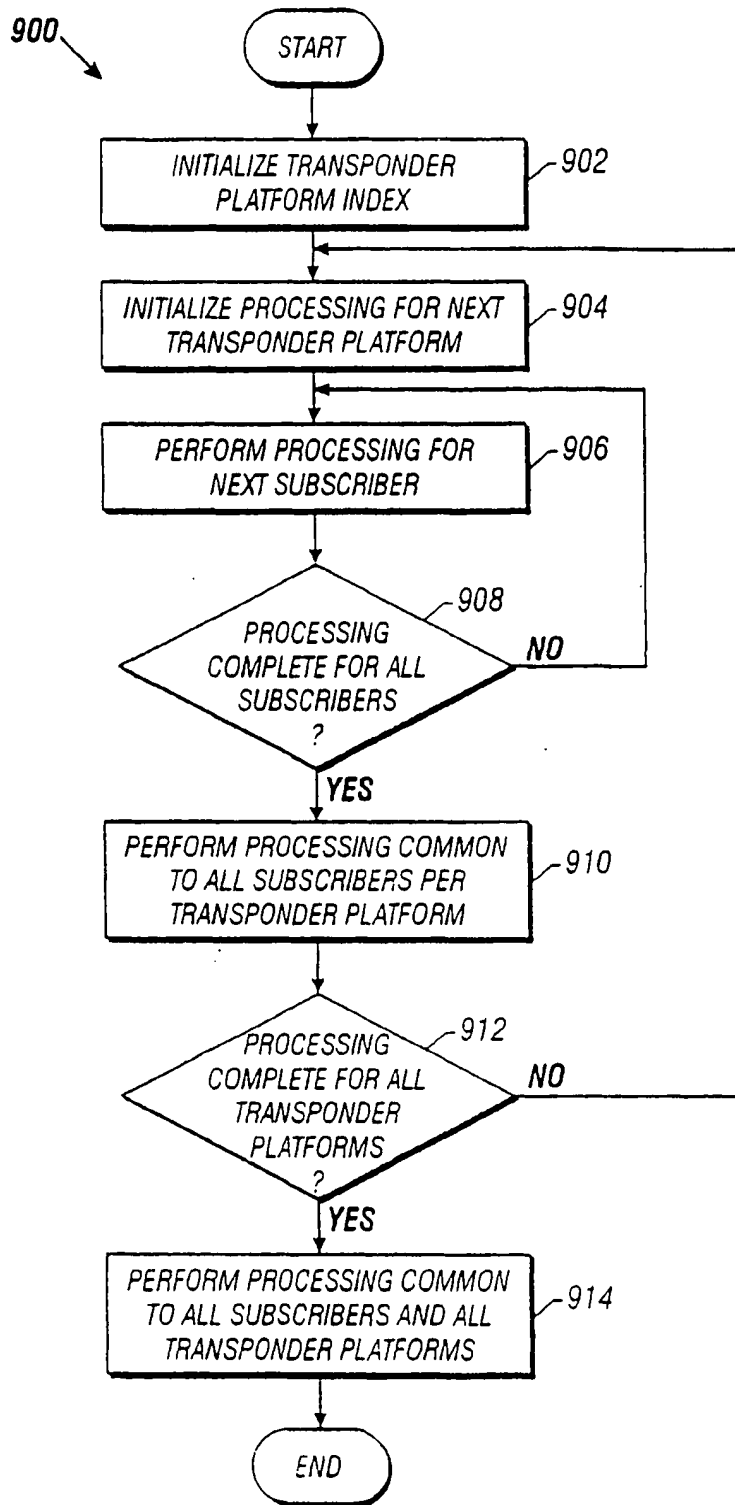 900
START
INITIALIZE TRANSPONDER
PLATFORM INDEX
902
INITIALIZE PROCESSING FOR NEXT
TRANSPONDER PLATFORM
904
PERFORM PROCESSING FOR
NEXT SUBSCRIBER
906
908
PROCESSING
COMPLETE FOR ALL
SUBSCRIBERS
?
NO
YES
PERFORM PROCESSING COMMON
TO ALL SUBSCRIBERS PER
TRANSPONDER PLATFORM
910
912
PROCESSING
COMPLETE FOR ALL
TRANSPONDER
PLATFORMS
?
NO
YES
PERFORM PROCESSING COMMON
TO ALL SUBSCRIBERS AND ALL
TRANSPONDER PLATFORMS
914
END